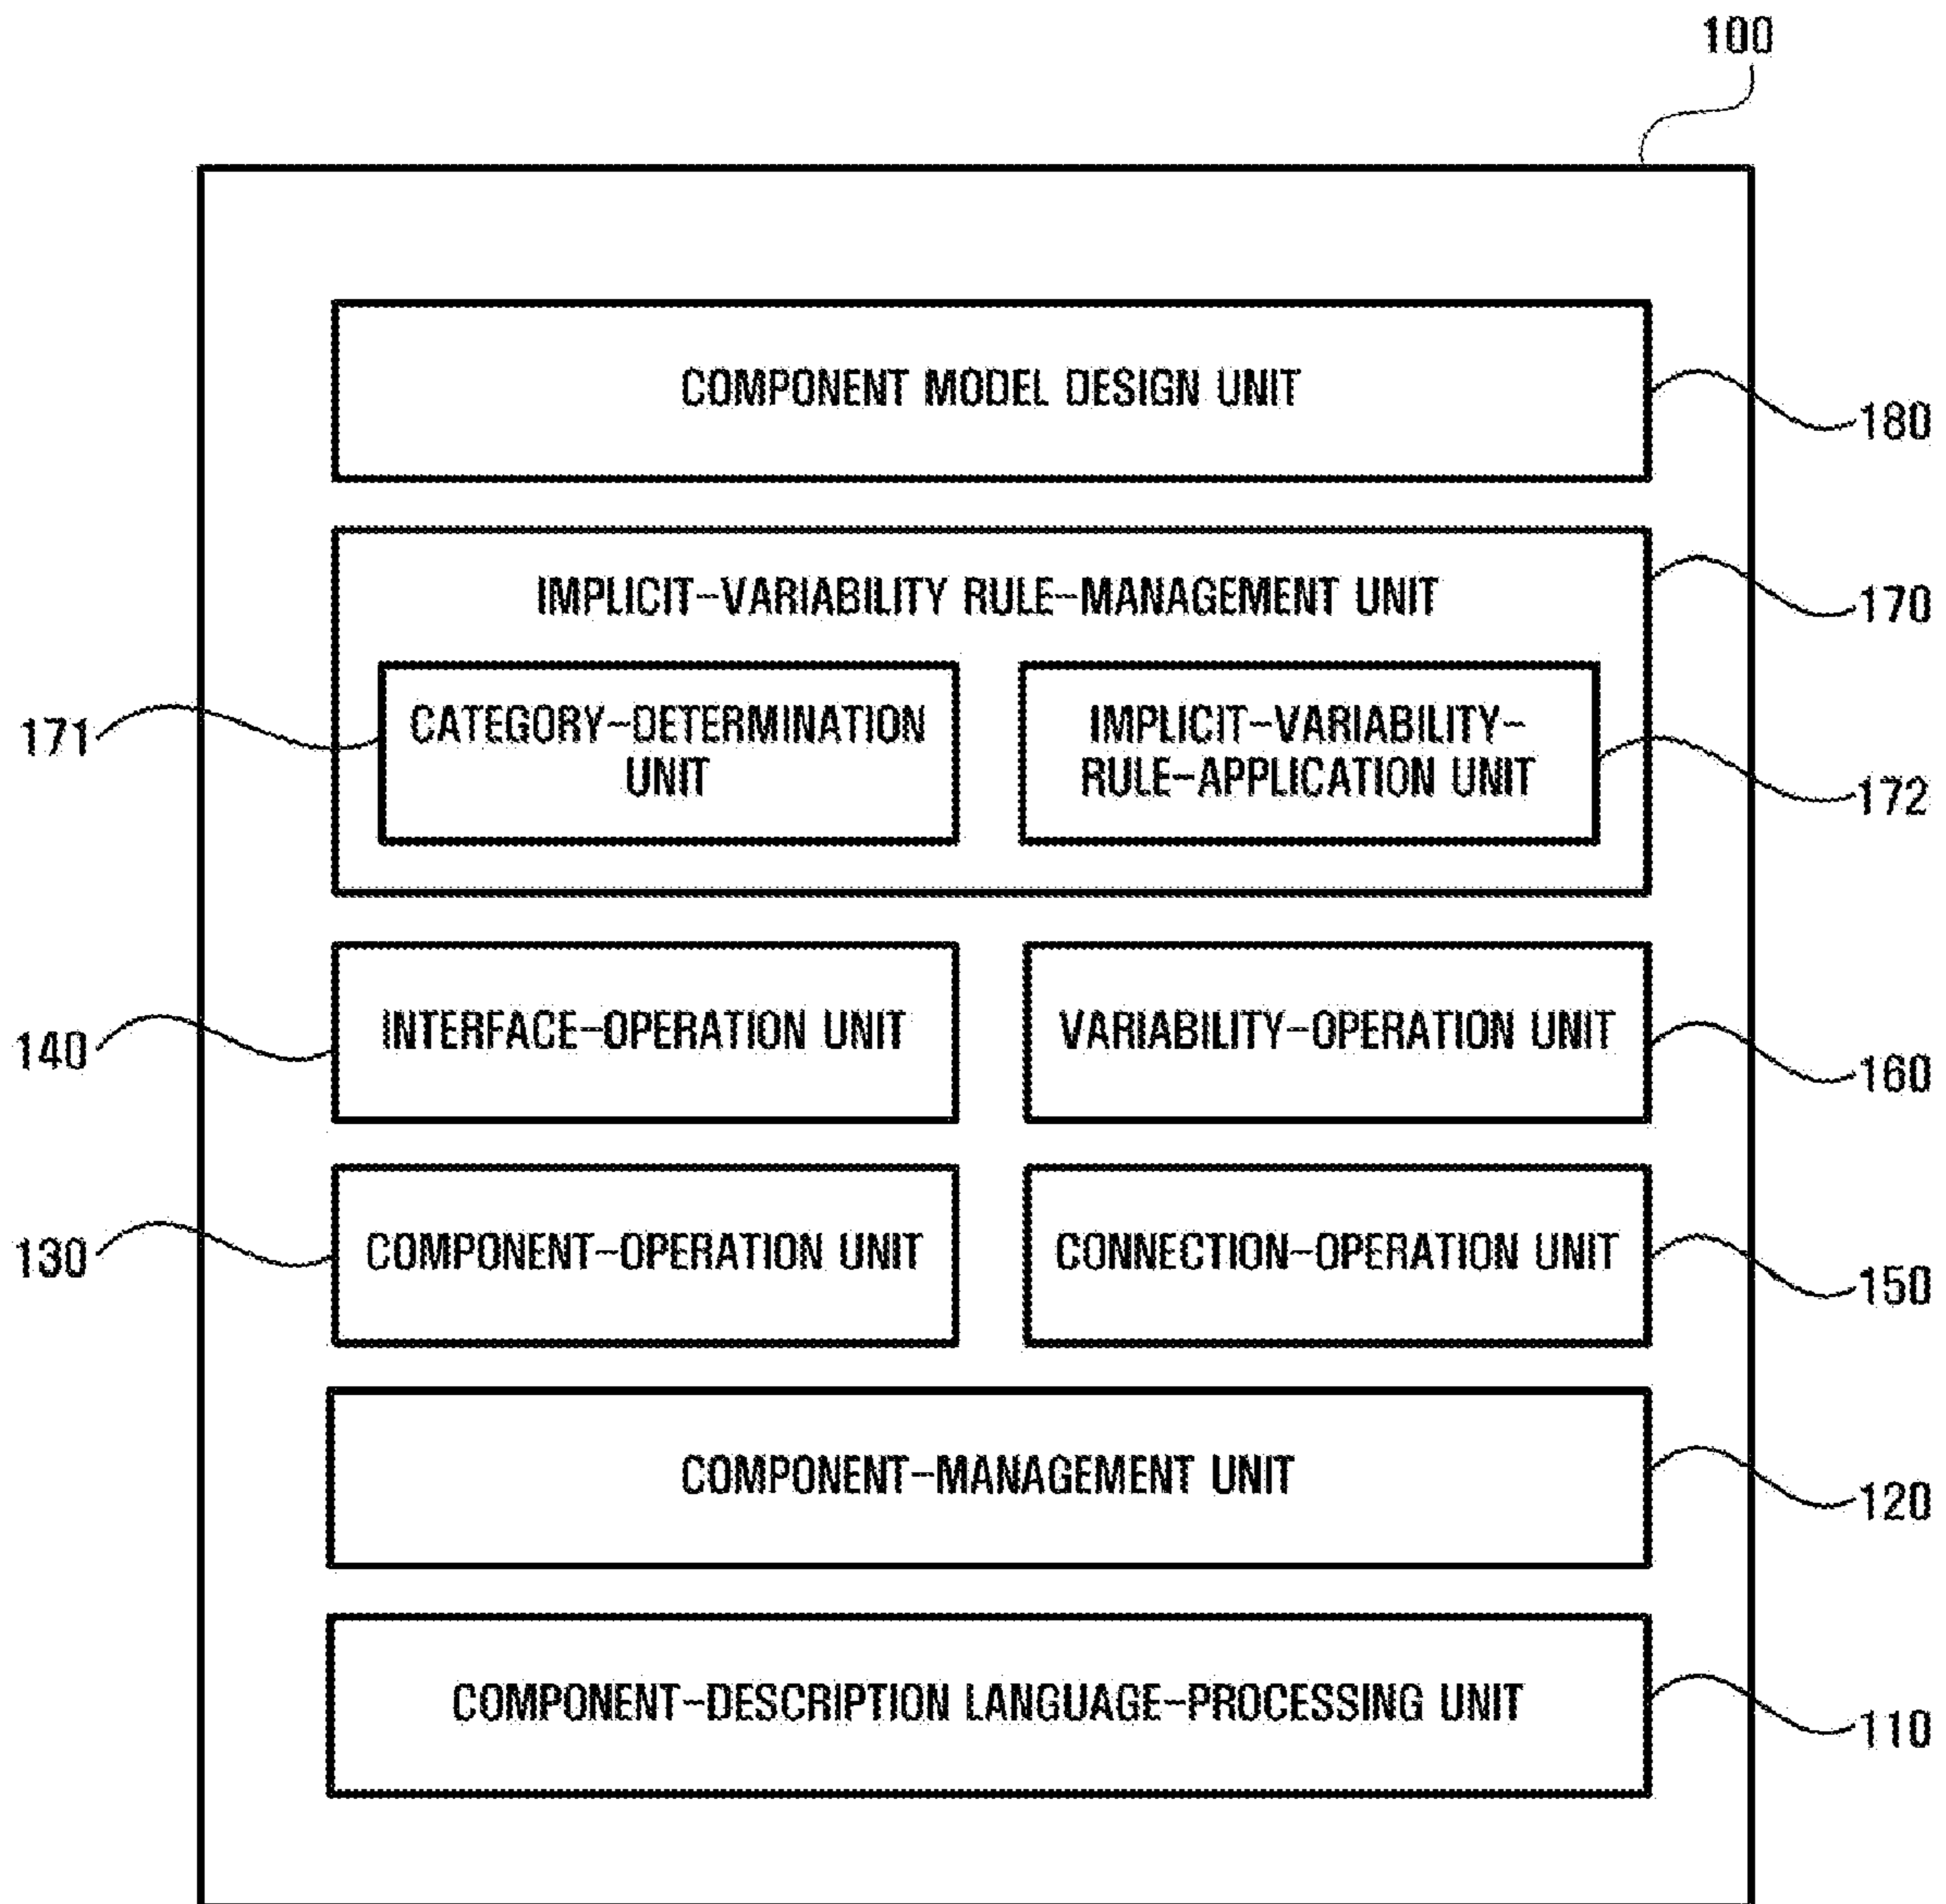 100
COMPONENT MODEL DESIGN UNIT
180
IMPLICIT-VARIABILITY RULE-MANAGEMENT UNIT
170
171
CATEGORY-DETERMINATION
UNIT
IMPLICIT-VARIABILITY-
RULE-APPLICATION UNIT
172
140
INTERFACE-OPERATION UNIT
VARIABILITY-OPERATION UNIT
160
130
COMPONENT-OPERATION UNIT
CONNECTION-OPERATION UNIT
150
COMPONENT-MANAGEMENT UNIT
120
COMPONENT-DESCRIPTION LANGUAGE-PROCESSING UNIT
110